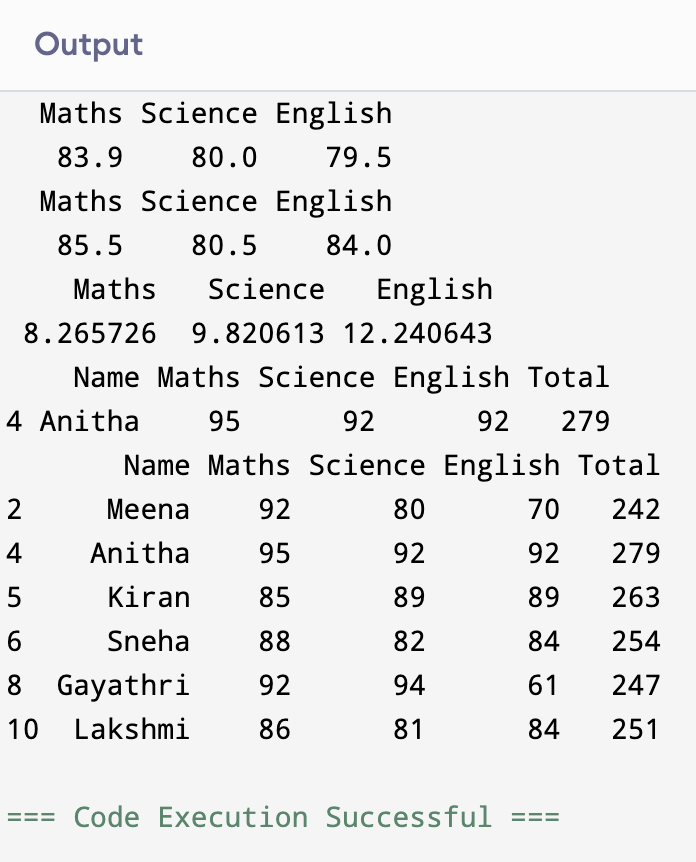 Output
Maths Science English
83.9 80.0 79.5
Maths Science English
85.5 80.5 84.0
Maths Science English
8.265726 9.820613 12.240643
Name Maths Science English Total
4 Anitha 95 92 92 279
Name Maths Science English Total
2 Meena 92 80 70 242
4 Anitha 95 92 92 279
5 Kiran 85 89 89 263
6 Sneha 88 82 84 254
8 Gayathri 92 94 61 247
10 Lakshmi 86 81 84 251
=== Code Execution Successful ===